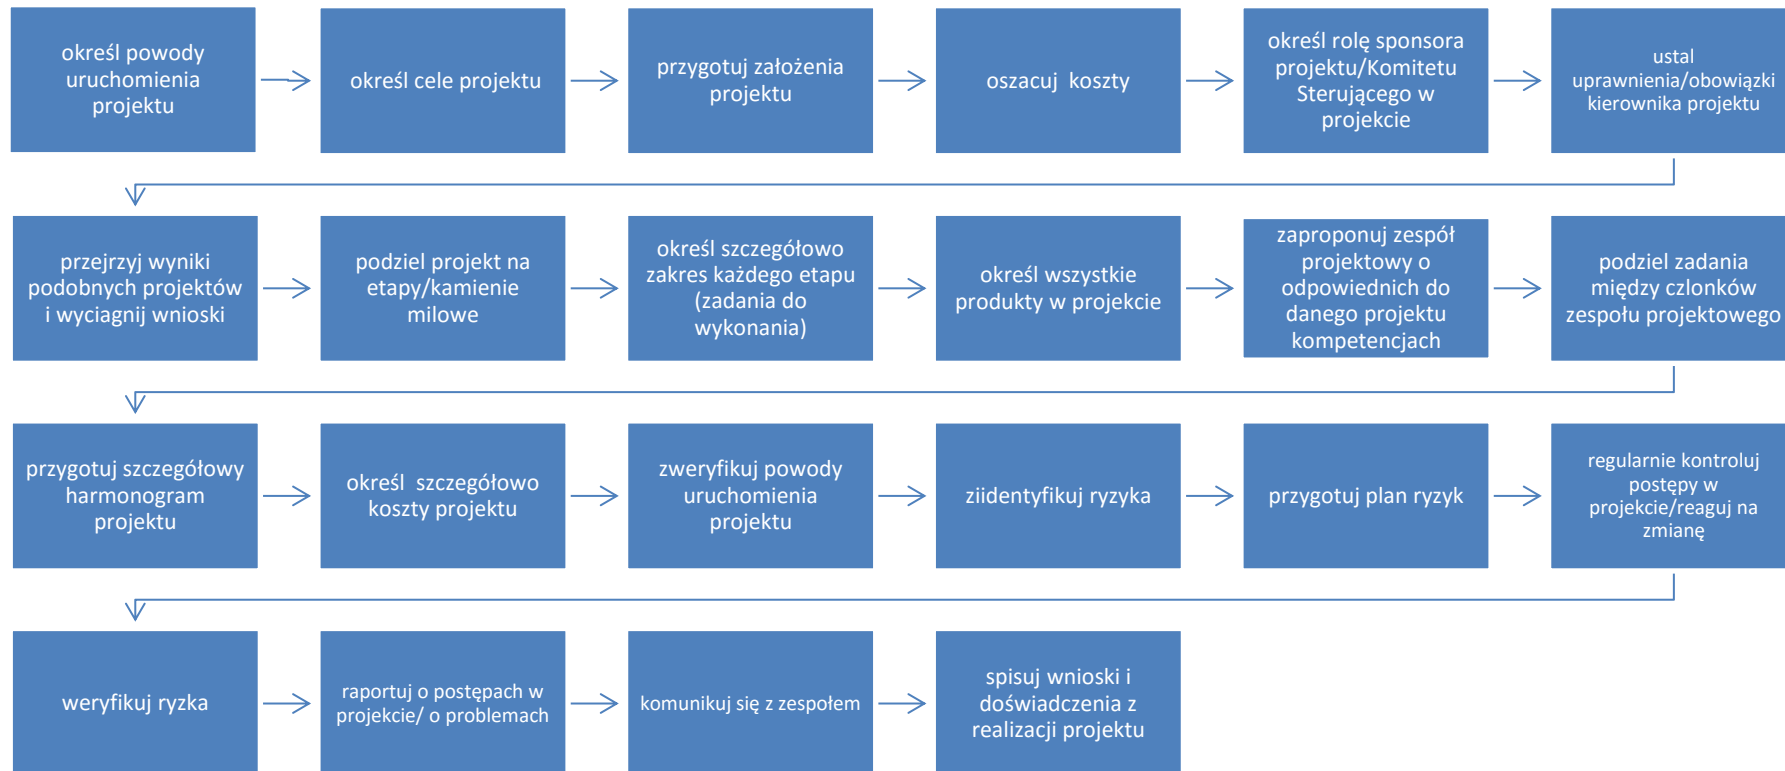 określ powody
uruchomienia
projektu
określ cele projektu
przygotuj założenia
projektu
oszacuj koszty
określ rolę sponsora
projektu/Komitetu
Sterującego w
projekcie
ustal
uprawnienia/obowiązki
kierownika projektu
przejrzyj wyniki
podobnych projektów
i wyciagnij wnioski
podziel projekt na
etapy/kamienie
milowe
określ szczegółowo
zakres każdego etapu
(zadania do
wykonania)
określ wszystkie
produkty w projekcie
zaproponuj zespół
projektowy o
odpowiednich do
danego projektu
kompetencjach
podziel zadania
między członków
zespołu projektowego
przygotuj szczegółowy
harmonogram
projektu
określ szczegółowo
koszty projektu
zweryfikuj powody
uruchomienia
projektu
ziidentyfikuj ryzyka
przygotuj plan ryzyk
regularnie kontroluj
postępy w
projekcie/reaguj na
zmianę
weryfikuj ryzka
raportuj o postępach w
projekcie/ o problemach
komunikuj się z zespołem
spisuj wnioski i
doświadczenia z
realizacji projektu